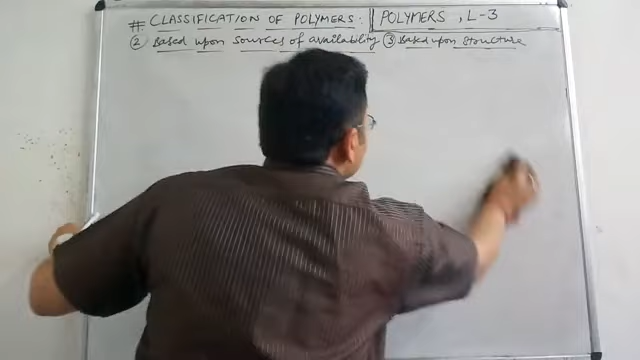 # CLASSIFICATION OF POLYMERS: POLYMERS, L-3
② Based upon sources of availability ③ Based upon structure